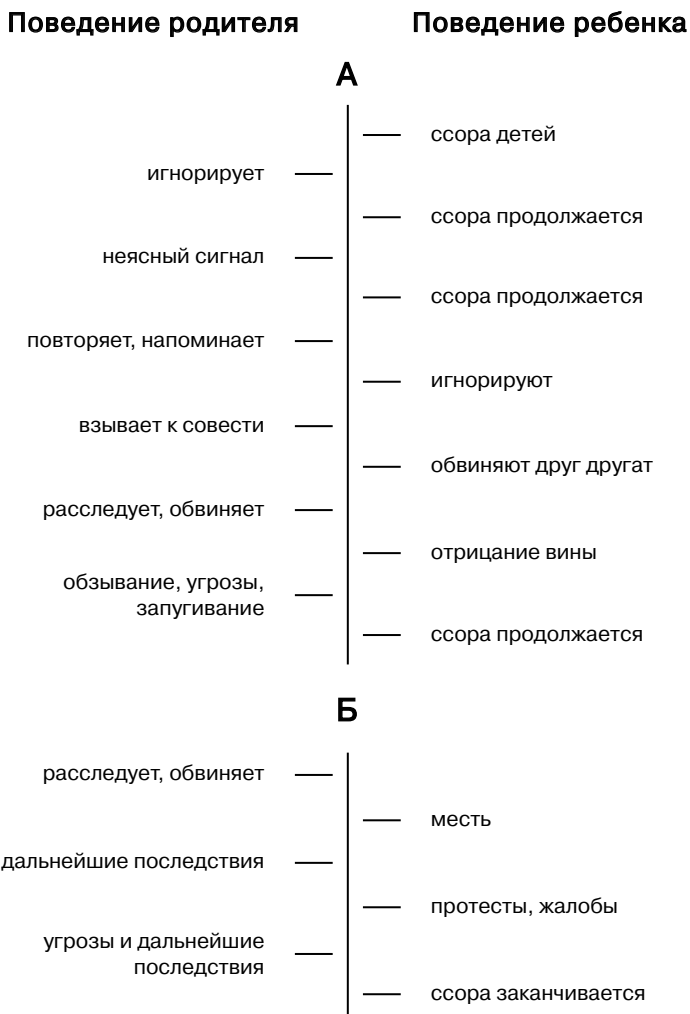 Поведение родителя
Поведение ребенка
А
ссора детей
игнорирует
ссора продолжается
неясный сигнал
ссора продолжается
повторяет, напоминает
игнорируют
взывает к совести
обвиняют друг другат
расследует, обвиняет
отрицание вины
обзывание, угрозы,
запугивание
ссора продолжается
Б
расследует, обвиняет
месть
дальнейшие последствия
протесты, жалобы
угрозы и дальнейшие
последствия
ссора заканчивается